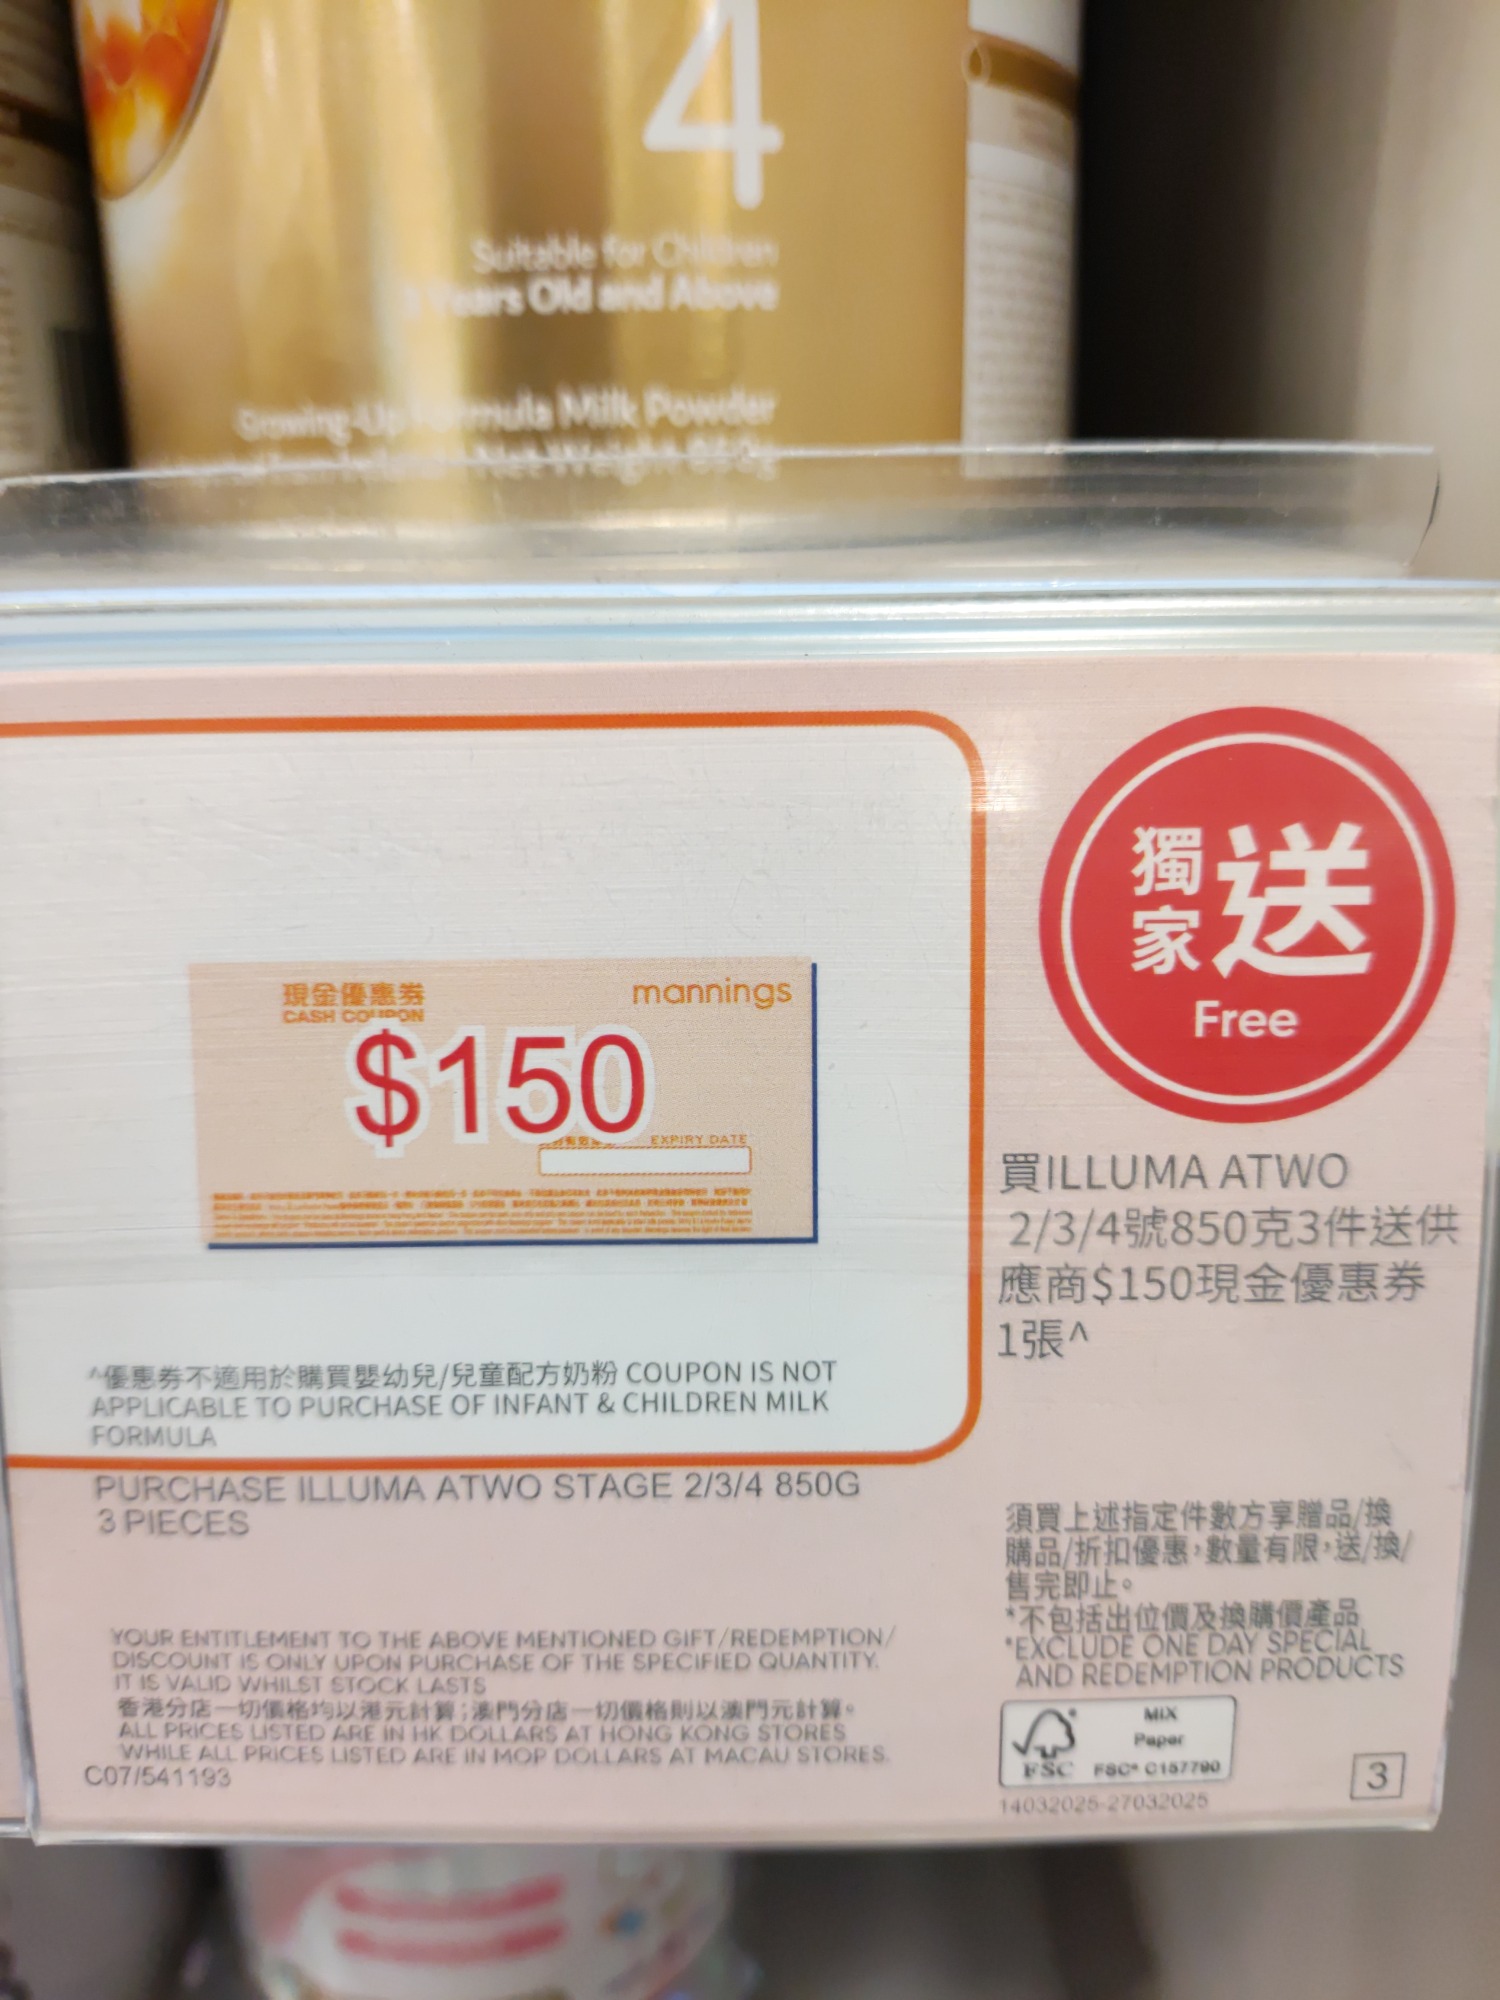 4
Suitable for Children
Years Old and Above
Growing-Up Formula Milk Powder
Net Weight 850g
獨家送
Free
現金優惠券
mannings
CASH COUPON
$150
EXPIRY DATE
買ILLUMA ATWO
2/3/4號850克3件送供
應商$150現金優惠券
1張^
^優惠券不適用於購買嬰幼兒/兒童配方奶粉 COUPON IS NOT
APPLICABLE TO PURCHASE OF INFANT & CHILDREN MILK
FORMULA
PURCHASE ILLUMA ATWO STAGE 2/3/4 850G
3 PIECES
須買上述指定件數方享贈品/換
購品/折扣優惠，數量有限，送/換/
售完即止。
*不包括出位價及換購價產品
*EXCLUDE ONE DAY SPECIAL
AND REDEMPTION PRODUCTS
YOUR ENTITLEMENT TO THE ABOVE MENTIONED GIFT/REDEMPTION/
DISCOUNT IS ONLY UPON PURCHASE OF THE SPECIFIED QUANTITY.
IT IS VALID WHILST STOCK LASTS
香港分店一切價格均以港元計算；澳門分店一切價格則以澳門元計算。
ALL PRICES LISTED ARE IN HK DOLLARS AT HONG KONG STORES
WHILE ALL PRICES LISTED ARE IN MOP DOLLARS AT MACAU STORES.
C07/541193
MIX
Paper
FSC FSC® C157790
14032025-27032025
3